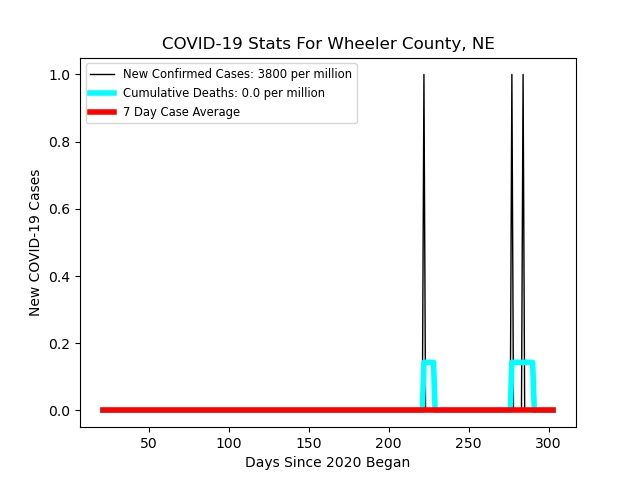 COVID-19 Stats For Wheeler County, NE
New Confirmed Cases: 3800 per million
Cumulative Deaths: 0.0 per million
7 Day Case Average
New COVID-19 Cases
1.0
0.8
0.6
0.4
0.2
0.0
50 100 150 200 250 300
Days Since 2020 Began